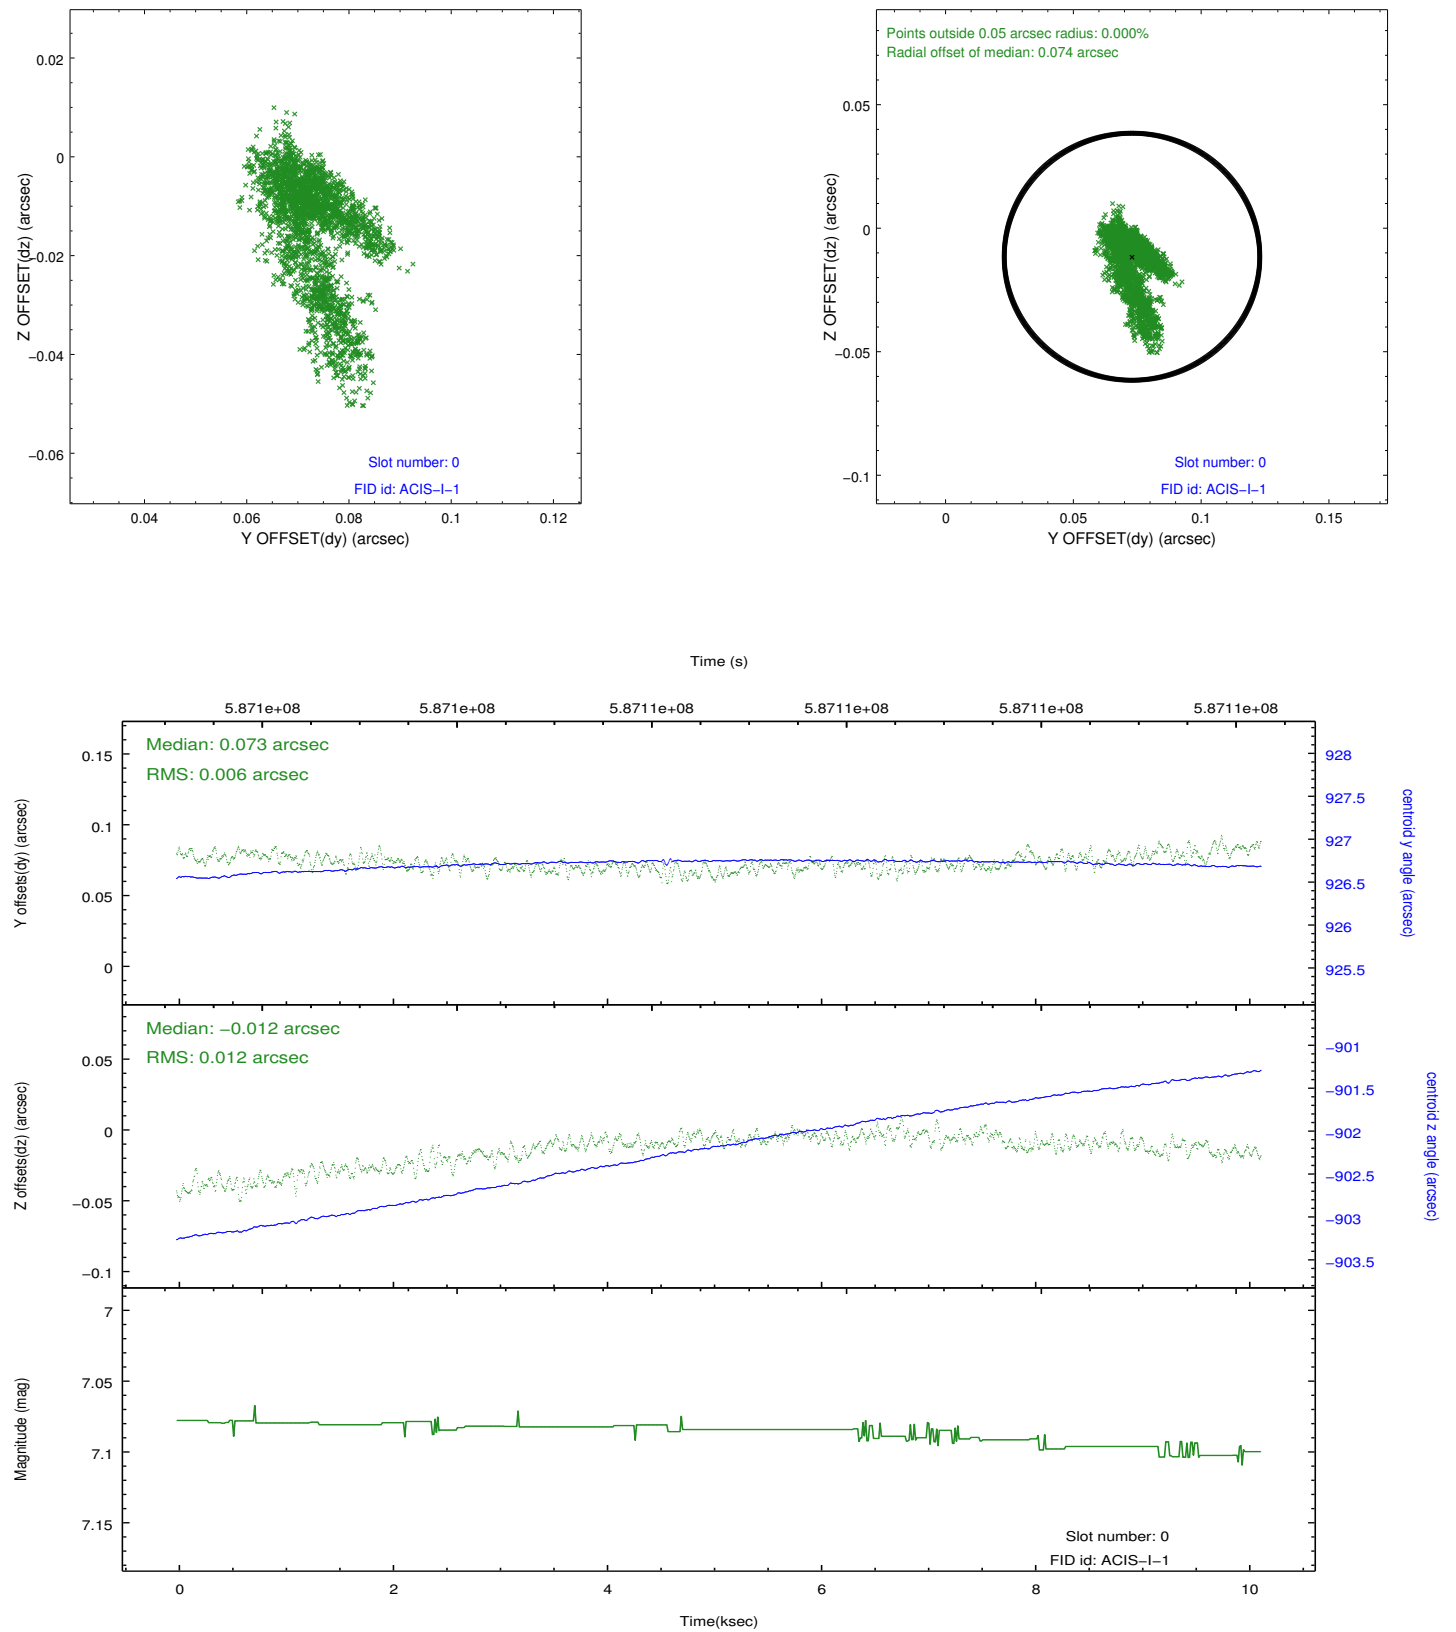 0.02
0
−0.02
−0.04
−0.06
Z OFFSET(dz) (arcsec)
Slot number: 0
FID id: ACIS−I−1
0.04 0.06 0.08 0.1 0.12
Y OFFSET(dy) (arcsec)
Points outside 0.05 arcsec radius: 0.000%
Radial offset of median: 0.074 arcsec
0.05
0
−0.05
−0.1
Z OFFSET(dz) (arcsec)
Slot number: 0
FID id: ACIS−I−1
0 0.05 0.1 0.15
Y OFFSET(dy) (arcsec)
Time (s)
5.871e+08 5.871e+08 5.8711e+08 5.8711e+08 5.8711e+08 5.8711e+08
Median: 0.073 arcsec
RMS: 0.006 arcsec
0.15
0.1
0.05
0
Y offsets(dy) (arcsec)
928
927.5
927
926.5
926
925.5
centroid y angle (arcsec)
Median: −0.012 arcsec
RMS: 0.012 arcsec
0.05
0
−0.05
−0.1
Z offsets(dz) (arcsec)
−901
−901.5
−902
−902.5
−903
−903.5
centroid z angle (arcsec)
7
7.05
7.1
7.15
Magnitude (mag)
Slot number: 0
FID id: ACIS−I−1
0 2 4 6 8 10
Time(ksec)